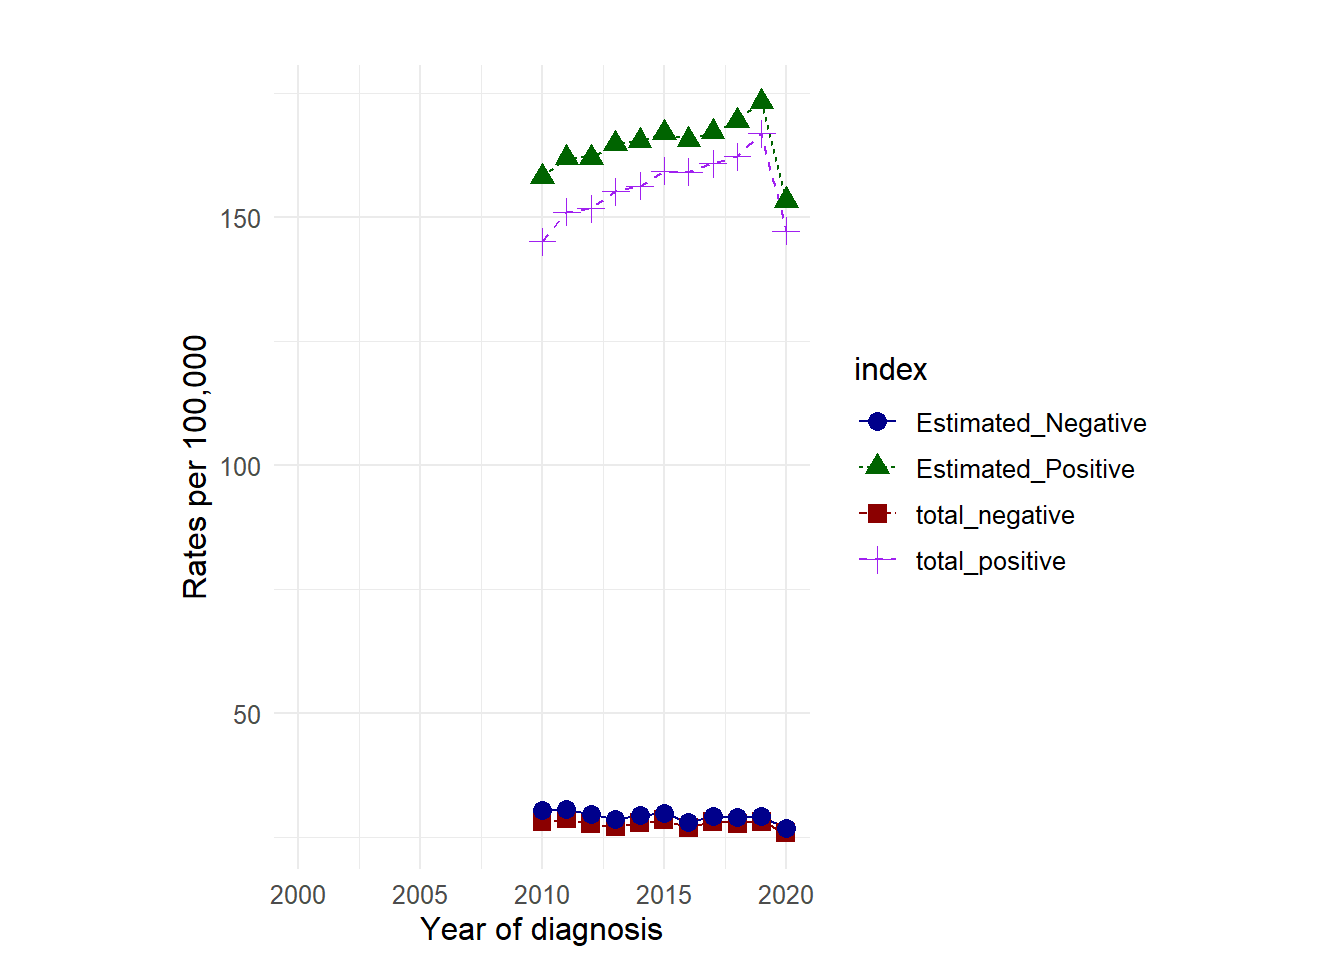 Rates per 100,000
150
100
50
2000 2005 2010 2015 2020
Year of diagnosis
index
Estimated_Negative
Estimated_Positive
total_negative
total_positive